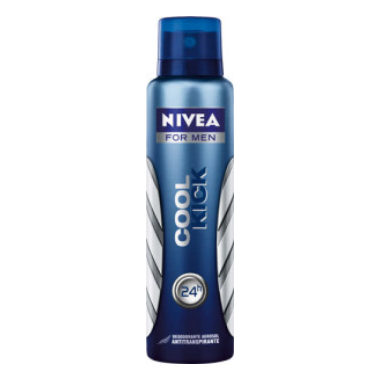 NIVEA
FOR MEN
COOL
KICK
24h
DESODORANTE AEROSOL
ANTITRANSPIRANTE